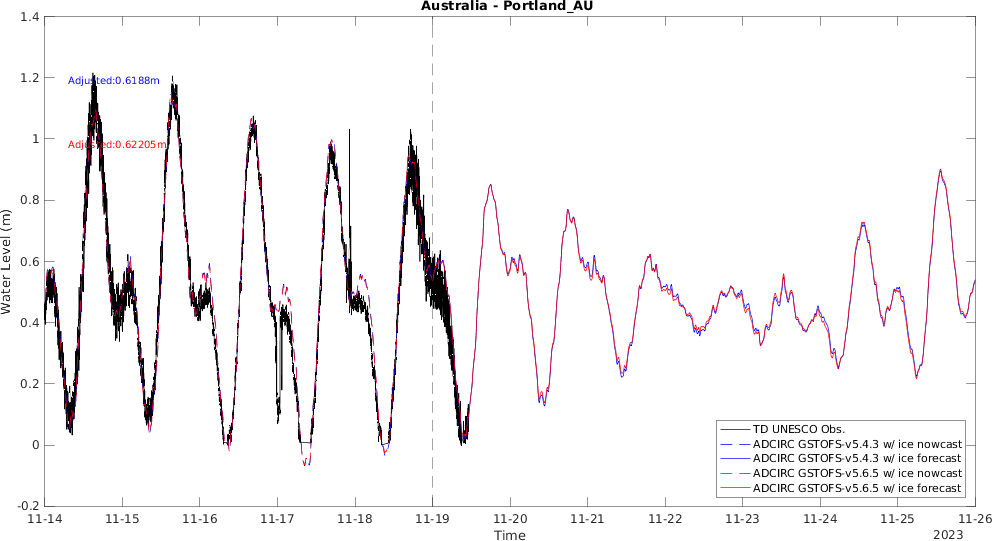 Australia - Portland_AU
1.4
1.2
1
0.8
0.6
0.4
0.2
0
-0.2
Water Level (m)
Adjusted:0.6188m
Adjusted:0.62205m
TD UNESCO Obs.
ADCIRC GSTOFS-v5.4.3 w/ ice nowcast
ADCIRC GSTOFS-v5.4.3 w/ ice forecast
ADCIRC GSTOFS-v5.6.5 w/ ice nowcast
ADCIRC GSTOFS-v5.6.5 w/ ice forecast
11-14 11-15 11-16 11-17 11-18 11-19 11-20 11-21 11-22 11-23 11-24 11-25 11-26
Time
2023